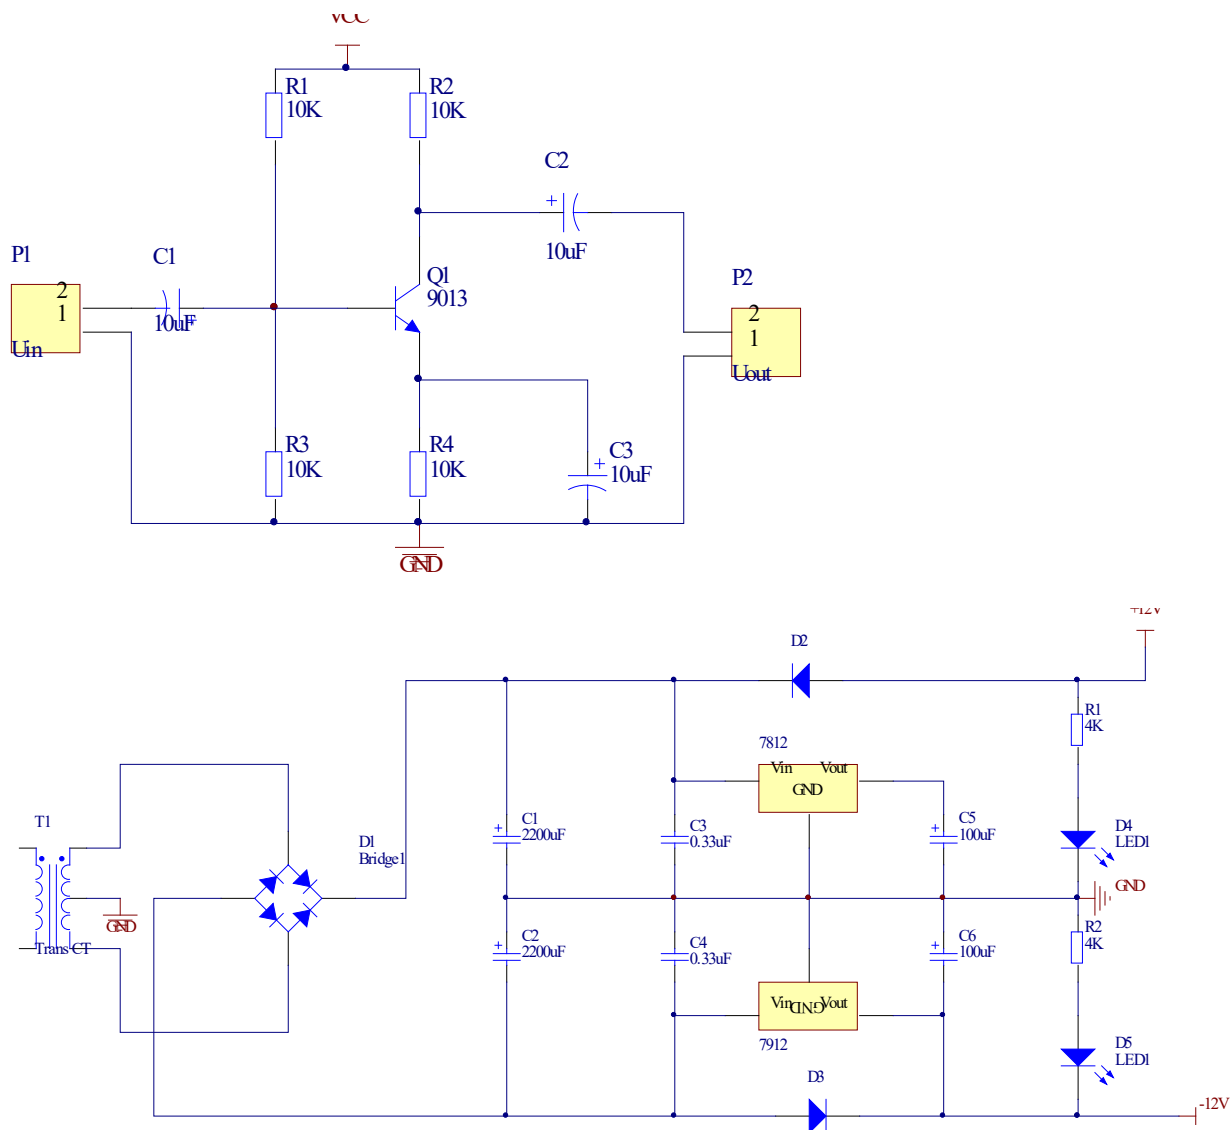 VCC
R1
10K
R2
10K
C2
10uF
P1
2
1
Uin
C1
10uF
Q1
9013
P2
2
1
Uout
R3
10K
R4
10K
C3
10uF
GND
+12V
D2
R1
4K
7812
Vin Vout
GND
T1
Trans CT
GND
D1
Bridge1
C1
2200uF
C3
0.33uF
C5
100uF
D4
LED1
GND
C2
2200uF
C4
0.33uF
C6
100uF
R2
4K
Vin GND Vout
7912
D5
LED1
D3
-12V